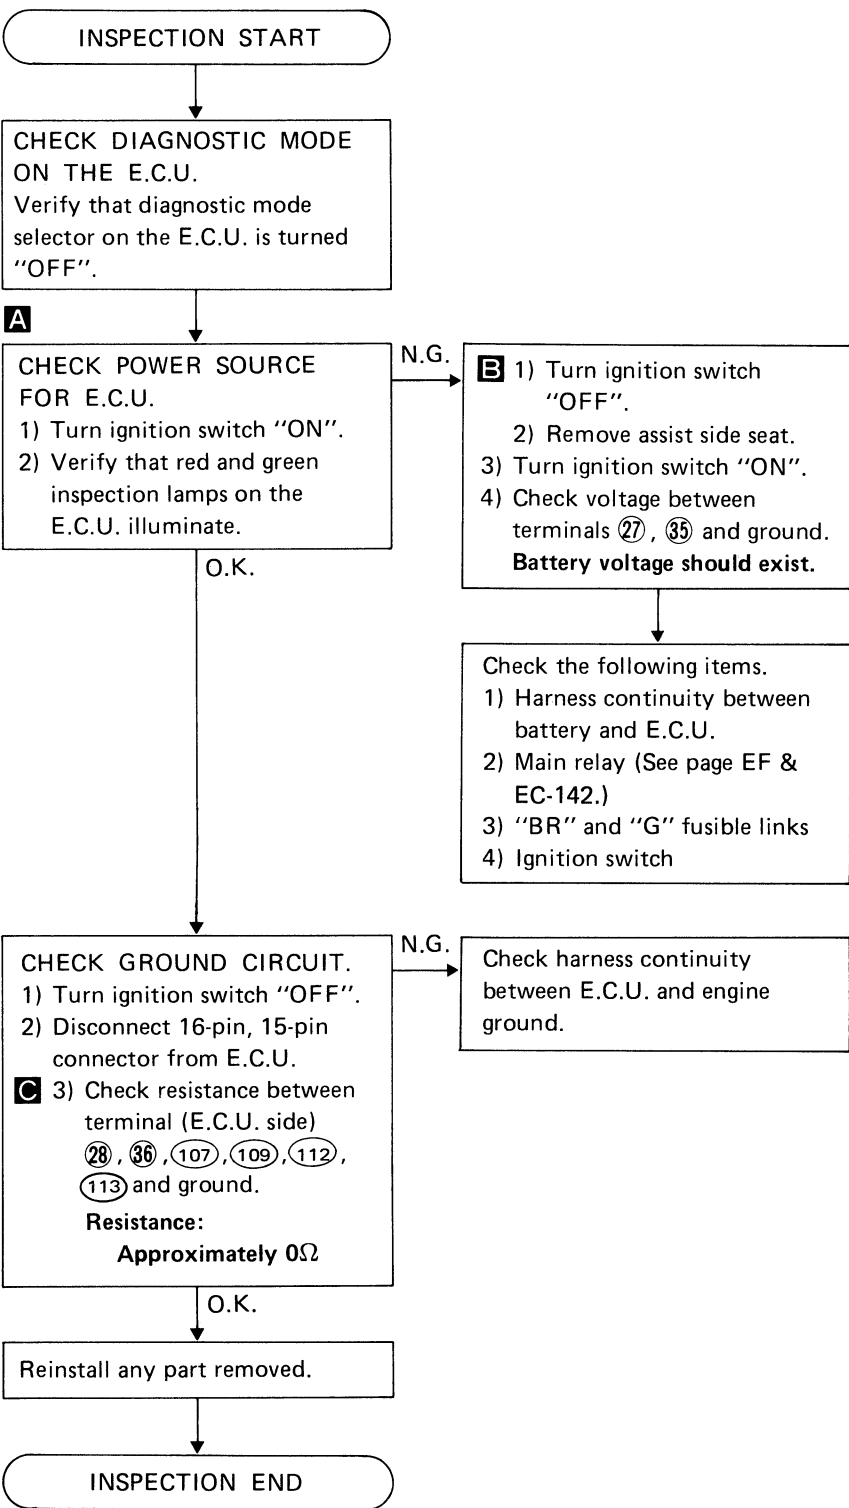 INSPECTION START
CHECK DIAGNOSTIC MODE
ON THE E.C.U.
Verify that diagnostic mode
selector on the E.C.U. is turned
"OFF".
A
CHECK POWER SOURCE
FOR E.C.U.
1) Turn ignition switch "ON".
2) Verify that red and green
inspection lamps on the
E.C.U. illuminate.
N.G.
B 1) Turn ignition switch
"OFF".
2) Remove assist side seat.
3) Turn ignition switch "ON".
4) Check voltage between
terminals ㉗, ㉟ and ground.
Battery voltage should exist.
O.K.
Check the following items.
1) Harness continuity between
battery and E.C.U.
2) Main relay (See page EF &
EC-142.)
3) "BR" and "G" fusible links
4) Ignition switch
CHECK GROUND CIRCUIT.
1) Turn ignition switch "OFF".
2) Disconnect 16-pin, 15-pin
connector from E.C.U.
C 3) Check resistance between
terminal (E.C.U. side)
㉘, ㊱, (107), (109), (112),
(113) and ground.
Resistance:
Approximately 0Ω
N.G.
Check harness continuity
between E.C.U. and engine
ground.
O.K.
Reinstall any part removed.
INSPECTION END